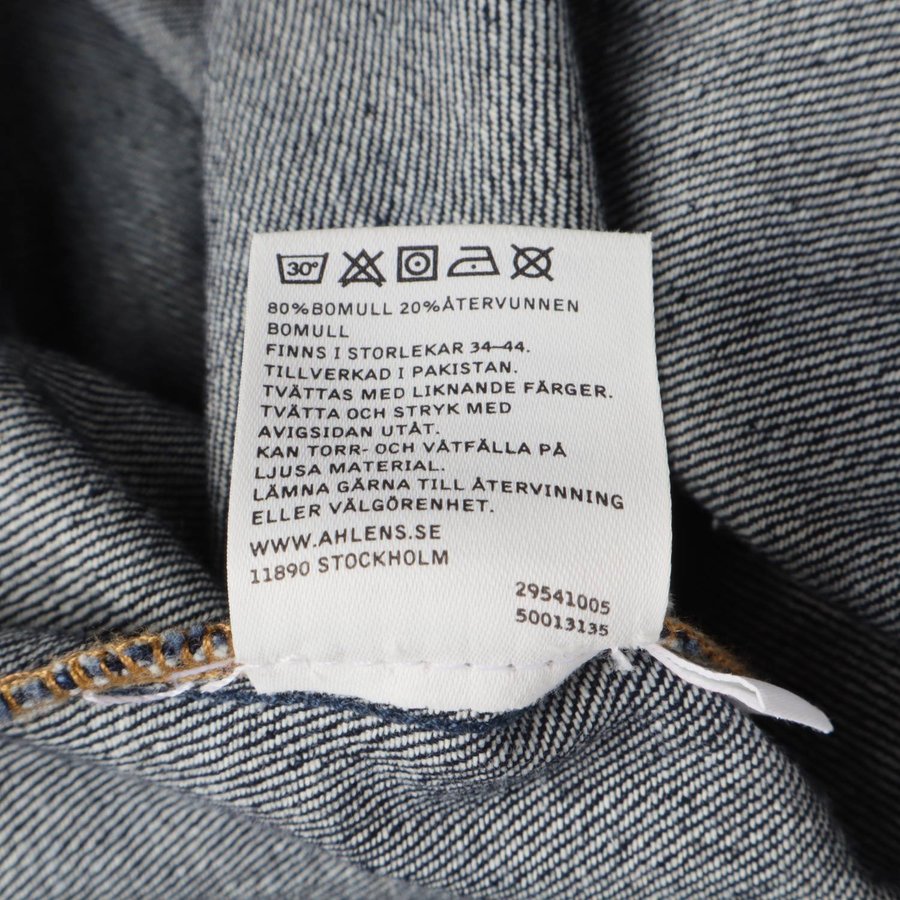 30°
80%BOMULL 20%ÅTERVUNNEN
BOMULL
FINNS I STORLEKAR 34–44.
TILLVERKAD I PAKISTAN.
TVÄTTAS MED LIKNANDE FÄRGER.
TVÄTTA OCH STRYK MED
AVIGSIDAN UTÅT.
KAN TORR- OCH VÅTFÄLLA PÅ
LJUSA MATERIAL.
LÄMNA GÄRNA TILL ÅTERVINNING
ELLER VÄLGÖRENHET.
WWW.AHLENS.SE
11890 STOCKHOLM
29541005
50013135